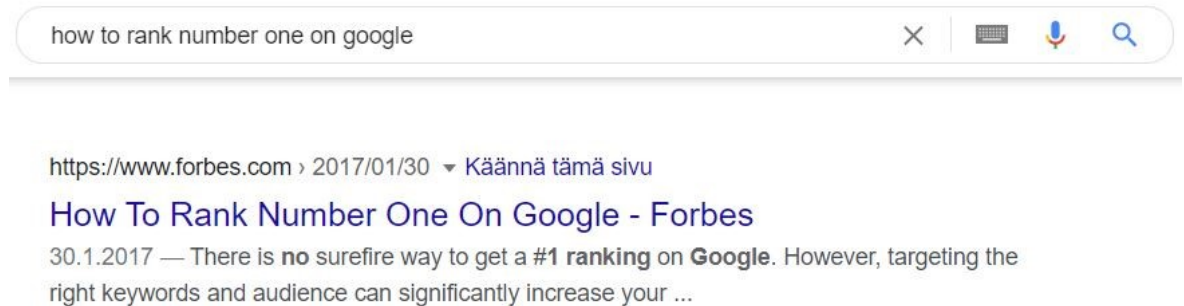 how to rank number one on google
https://www.forbes.com › 2017/01/30 Käännä tämä sivu
How To Rank Number One On Google - Forbes
30.1.2017 — There is no surefire way to get a #1 ranking on Google. However, targeting the
right keywords and audience can significantly increase your ...